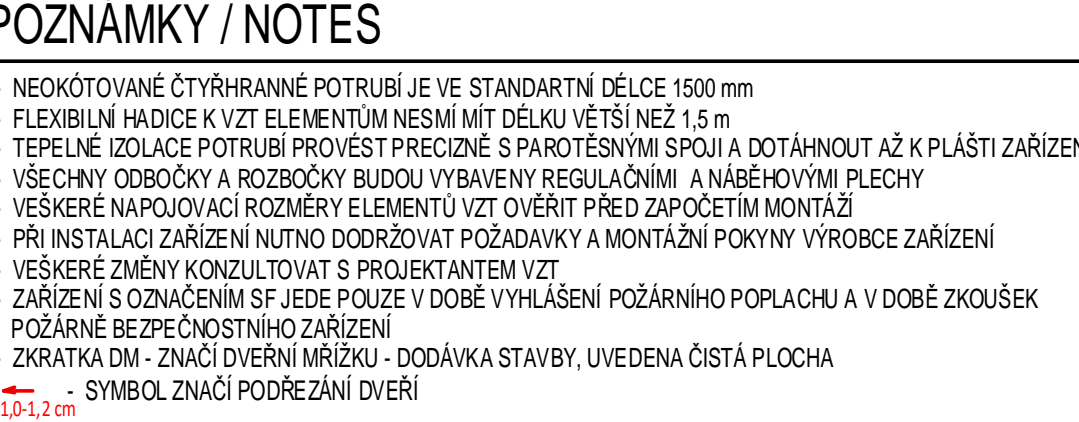 POZNÁMKY / NOTES
- NEOKÓTOVANÉ ČTYŘHRANNÉ POTRUBÍ JE VE STANDARTNÍ DÉLCE 1500 mm
- FLEXIBILNÍ HADICE K VZT ELEMENTŮM NESMÍ MÍT DÉLKU VĚTŠÍ NEŽ 1,5 m
- TEPELNÉ IZOLACE POTRUBÍ PROVÉST PRECIZNĚ S PAROTĚSNÝMI SPOJI A DOTÁHNOUT AŽ K PLÁŠTI ZAŘÍZEN
- VŠECHNY ODBOČKY A ROZBOČKY BUDOU VYBAVENY REGULAČNÍMI A NÁBĚHOVÝMI PLECHY
- VEŠKERÉ NAPOJOVACÍ ROZMĚRY ELEMENTŮ VZT OVĚŘIT PŘED ZAPOČETÍM MONTÁŽÍ
- PŘI INSTALACI ZAŘÍZENÍ NUTNO DODRŽOVAT POŽADAVKY A MONTÁŽNÍ POKYNY VÝROBCE ZAŘÍZENÍ
- VEŠKERÉ ZMĚNY KONZULTOVAT S PROJEKTANTEM VZT
- ZAŘÍZENÍ S OZNAČENÍM SF JEDE POUZE V DOBĚ VYHLÁŠENÍ POŽÁRNÍHO POPLACHU A V DOBĚ ZKOUŠEK
POŽÁRNĚ BEZPEČNOSTNÍHO ZAŘÍZENÍ
- ZKRATKA DM - ZNAČÍ DVEŘNÍ MŘÍŽKU - DODÁVKA STAVBY, UVEDENA ČISTÁ PLOCHA
- SYMBOL ZNAČÍ PODŘEZÁNÍ DVEŘÍ
1,0-1,2 cm